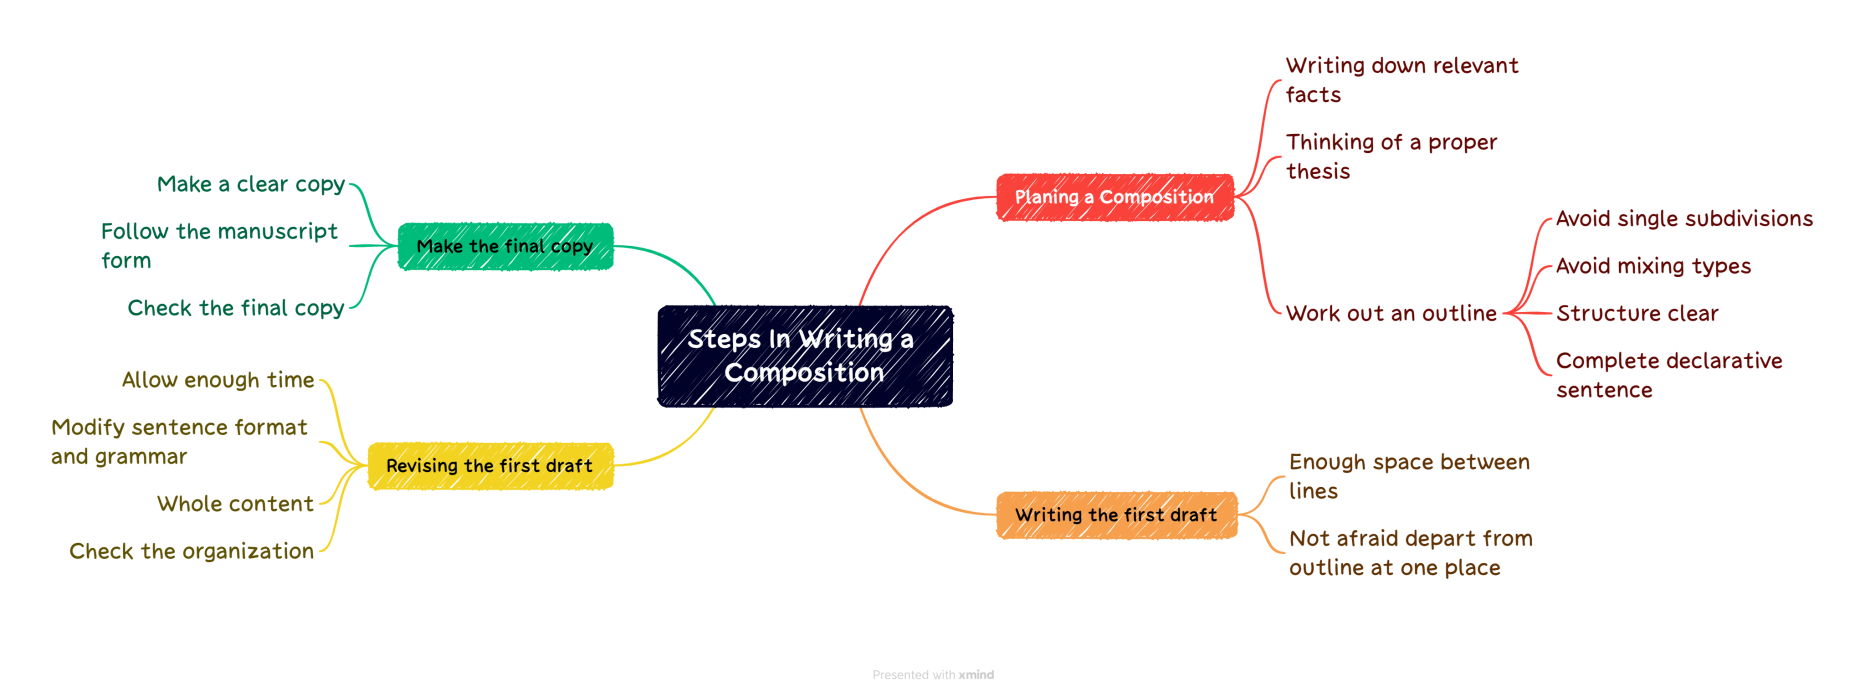 Steps In Writing a
Composition
Planing a Composition
Writing down relevant
facts
Thinking of a proper
thesis
Work out an outline
Avoid single subdivisions
Avoid mixing types
Structure clear
Complete declarative
sentence
Writing the first draft
Enough space between
lines
Not afraid depart from
outline at one place
Revising the first draft
Allow enough time
Modify sentence format
and grammar
Whole content
Check the organization
Make the final copy
Make a clear copy
Follow the manuscript
form
Check the final copy
Presented with xmind